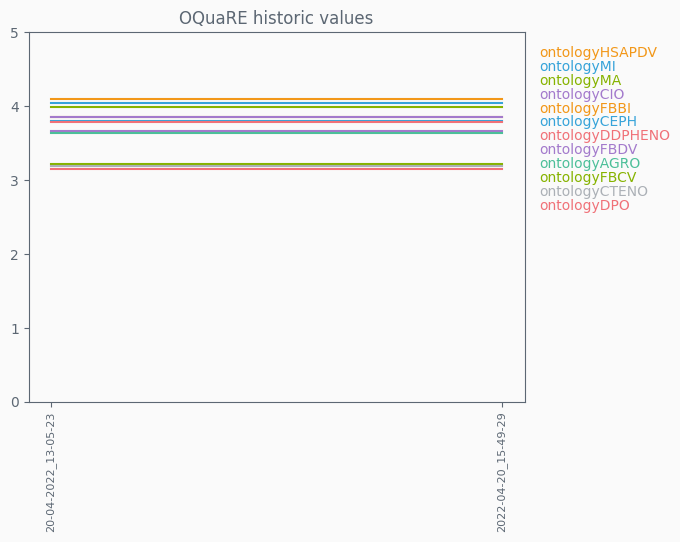 OQuaRE historic values
5
4
3
2
1
0
20-04-2022_13-05-23
2022-04-20_15-49-29
ontologyHSAPDV
ontologyMI
ontologyMA
ontologyCIO
ontologyFBBI
ontologyCEPH
ontologyDDPHENO
ontologyFBDV
ontologyAGRO
ontologyFBCV
ontologyCTENO
ontologyDPO